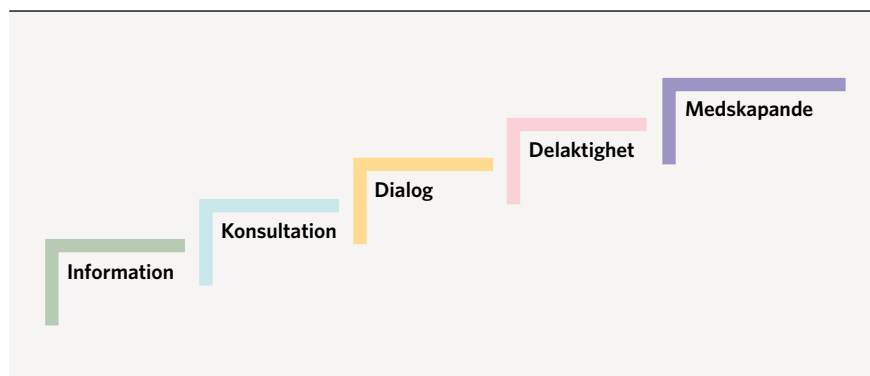 Information
Konsultation
Dialog
Delaktighet
Medskapande